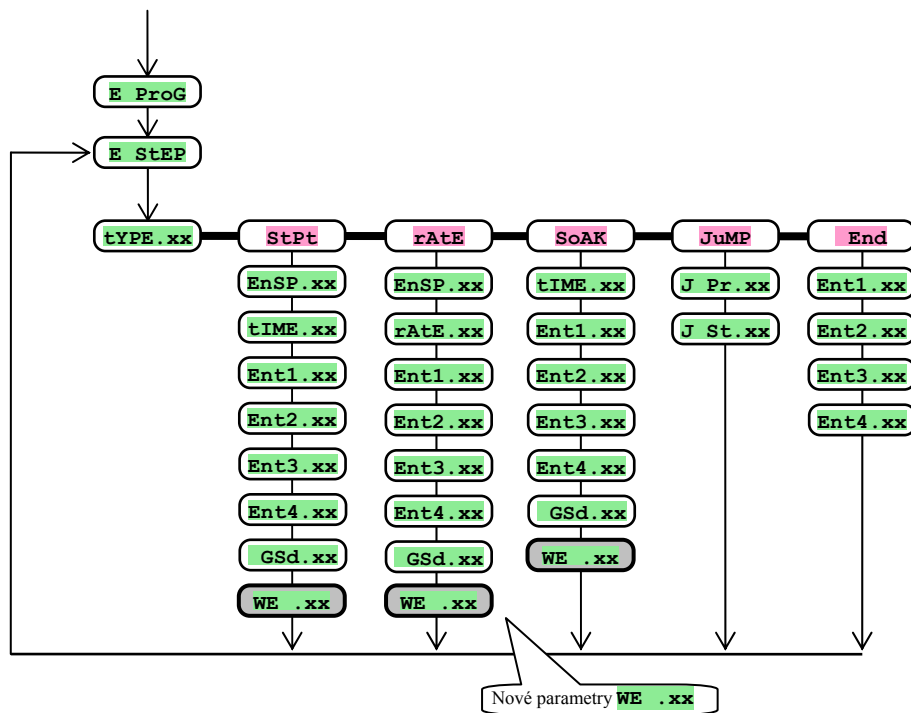 E ProG
E StEP
tYPE.xx StPt rAtE SoAK JuMP End
EnSP.xx EnSP.xx tIME.xx J Pr.xx Ent1.xx
tIME.xx rAtE.xx Ent1.xx J St.xx Ent2.xx
Ent1.xx Ent1.xx Ent2.xx Ent3.xx
Ent2.xx Ent2.xx Ent3.xx Ent4.xx
Ent3.xx Ent3.xx Ent4.xx
Ent4.xx Ent4.xx GSd.xx
GSd.xx GSd.xx WE .xx
WE .xx WE .xx
Nové parametry WE .xx